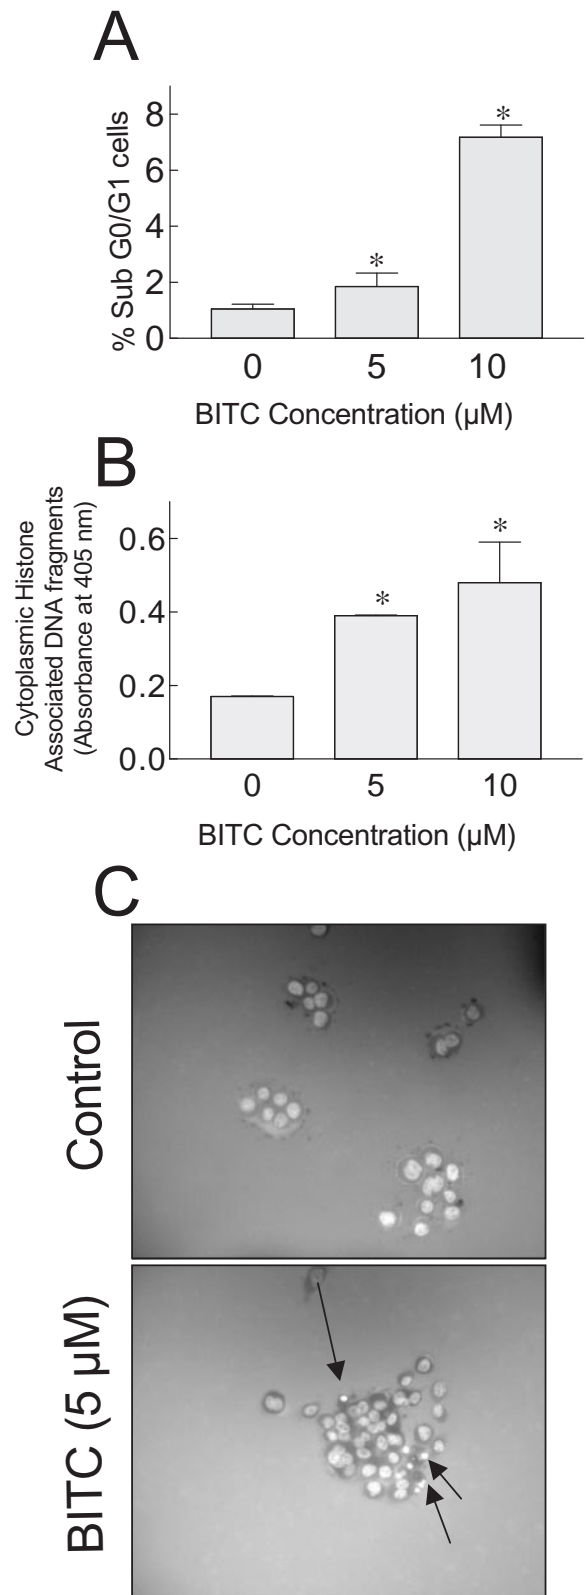 A
% Sub G0/G1 cells
8
6
4
2
0
*
*
0 5 10
BITC Concentration (µM)
B
Cytoplasmic Histone
Associated DNA fragments
(Absorbance at 405 nm)
0.6
0.4
0.2
0.0
*
*
0 5 10
BITC Concentration (µM)
C
Control
BITC (5 µM)